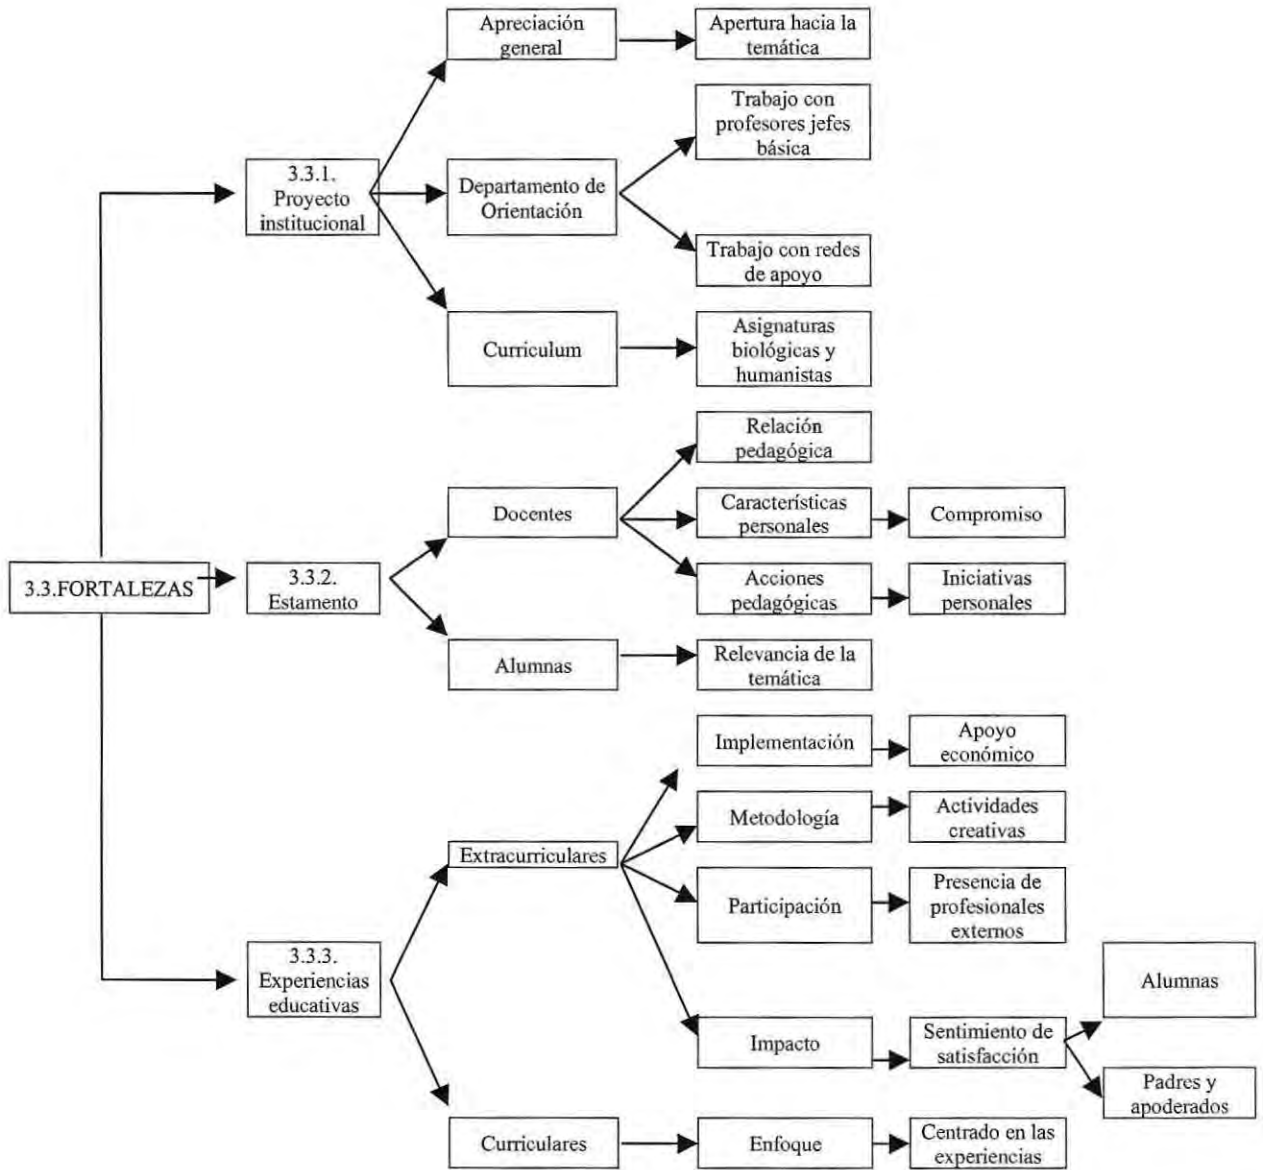 Apreciación
general
Apertura hacia la
temática
Trabajo con
profesores jefes
básica
3.3.1.
Proyecto
institucional
Departamento de
Orientación
Trabajo con redes
de apoyo
Curriculum
Asignaturas
biológicas y
humanistas
Relación
pedagógica
Docentes
Características
personales
Compromiso
3.3.FORTALEZAS
3.3.2.
Estamento
Acciones
pedagógicas
Iniciativas
personales
Alumnas
Relevancia de la
temática
Implementación
Apoyo
económico
Metodología
Actividades
creativas
Extracurriculares
Participación
Presencia de
profesionales
externos
3.3.3.
Experiencias
educativas
Alumnas
Impacto
Sentimiento de
satisfacción
Padres y
apoderados
Curriculares
Enfoque
Centrado en las
experiencias